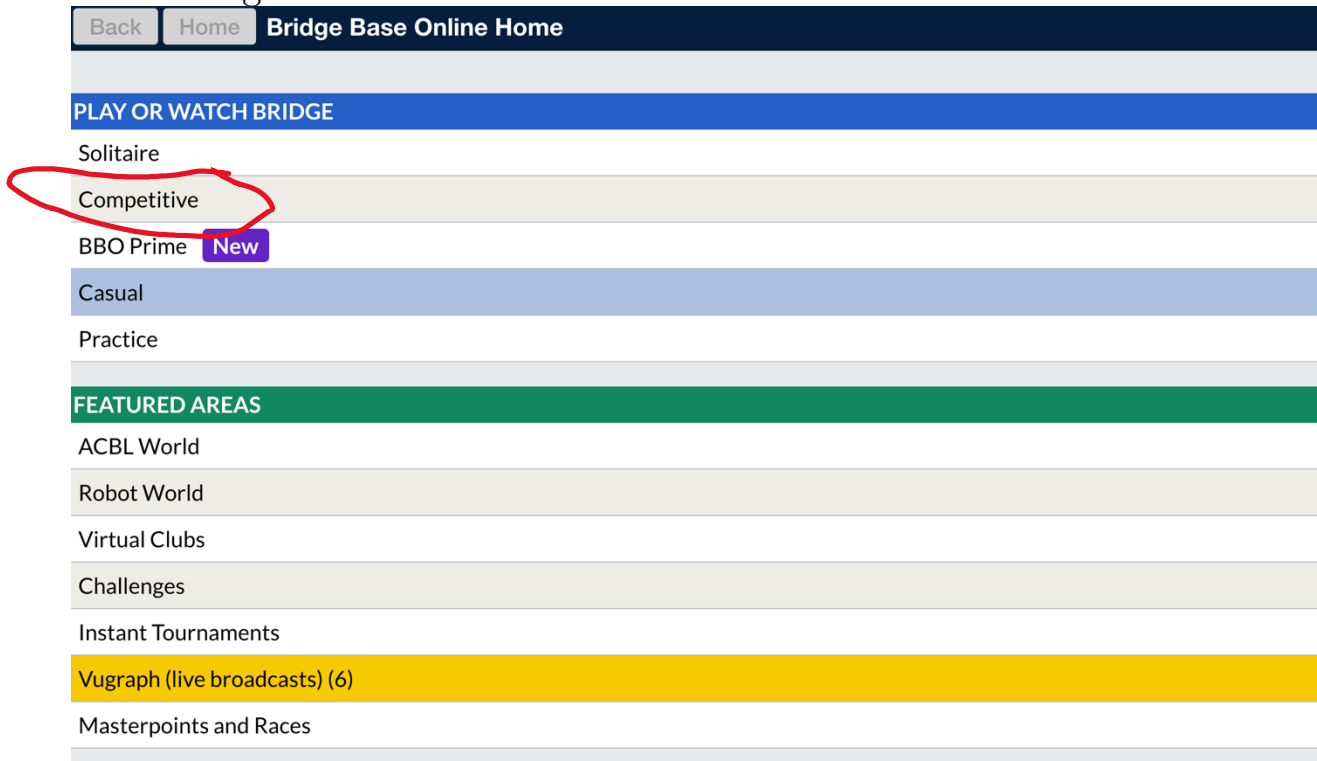 Back Home Bridge Base Online Home
PLAY OR WATCH BRIDGE
Solitaire
Competitive
BBO Prime New
Casual
Practice
FEATURED AREAS
ACBL World
Robot World
Virtual Clubs
Challenges
Instant Tournaments
Vugraph (live broadcasts) (6)
Masterpoints and Races